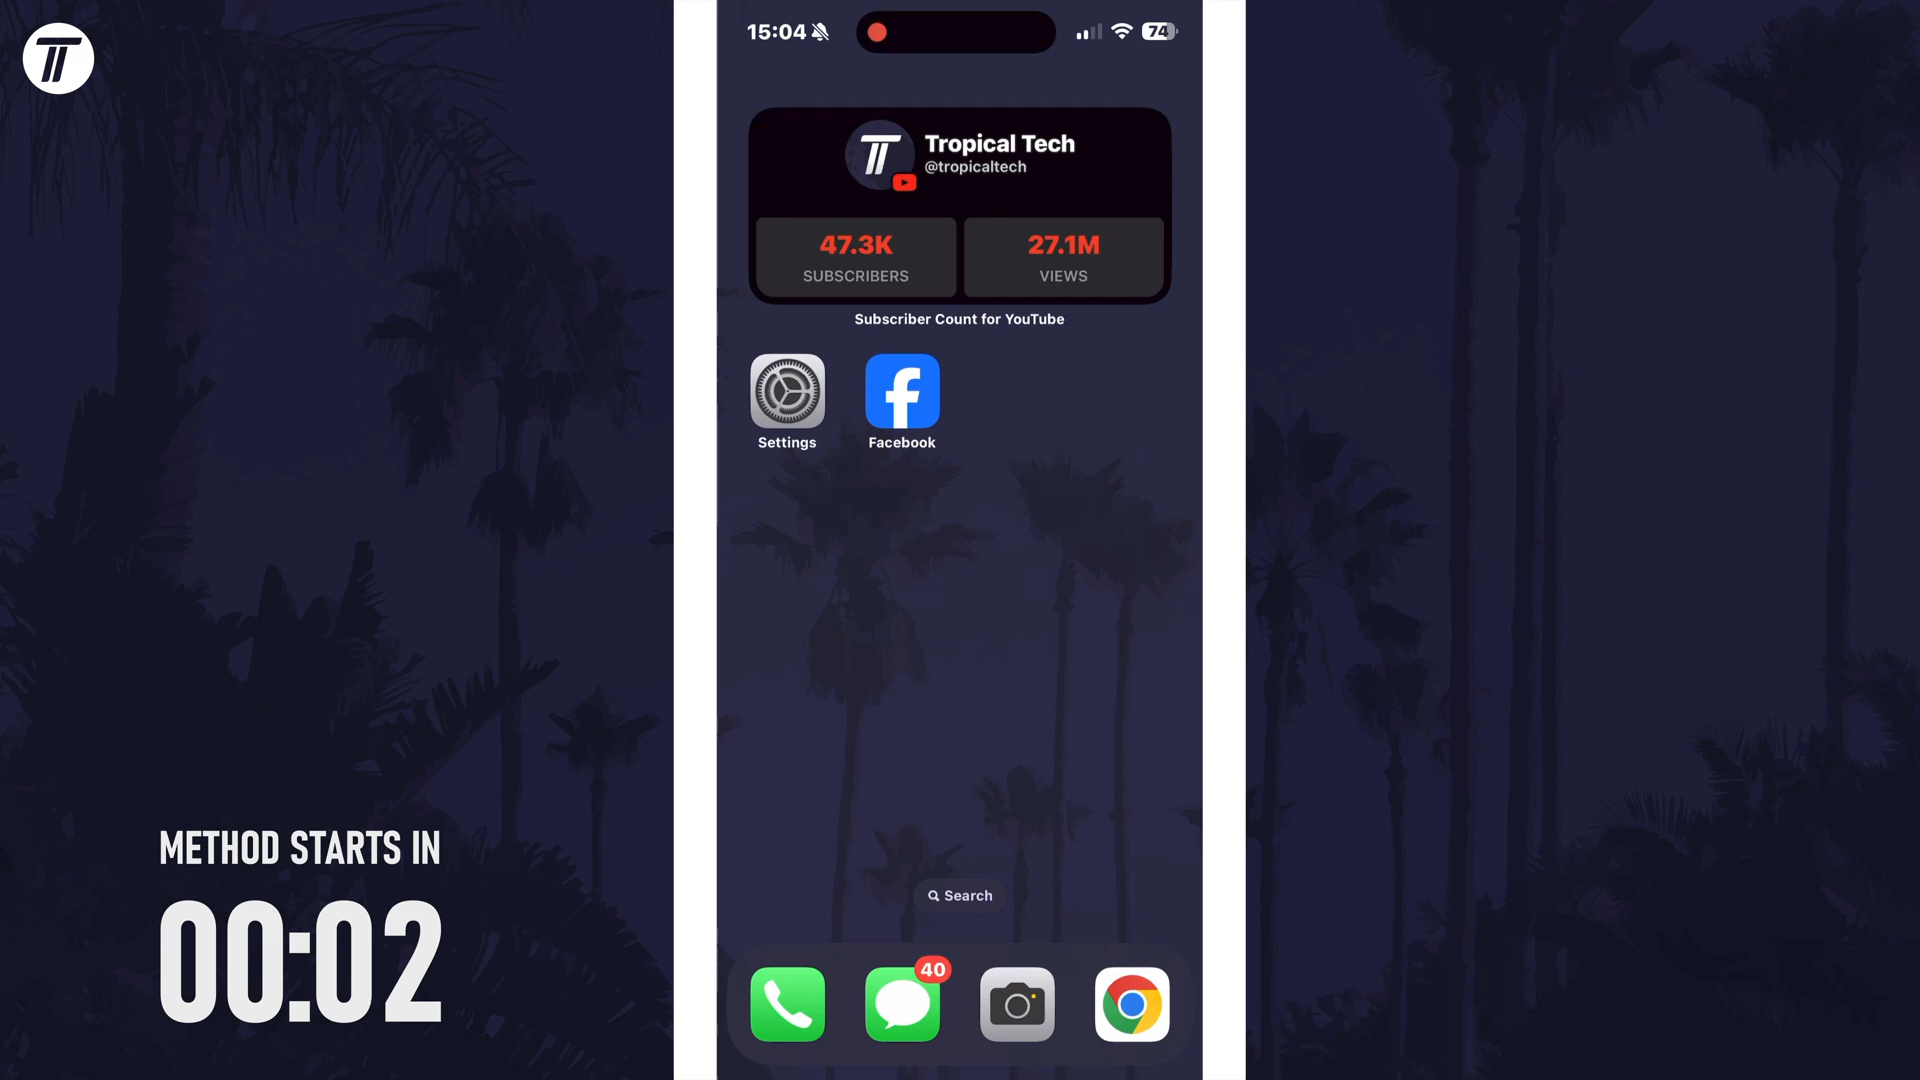 15:04
74
Tropical Tech
@tropicaltech
47.3K
SUBSCRIBERS
27.1M
VIEWS
Subscriber Count for YouTube
Settings
Facebook
Search
40
METHOD STARTS IN
00:02